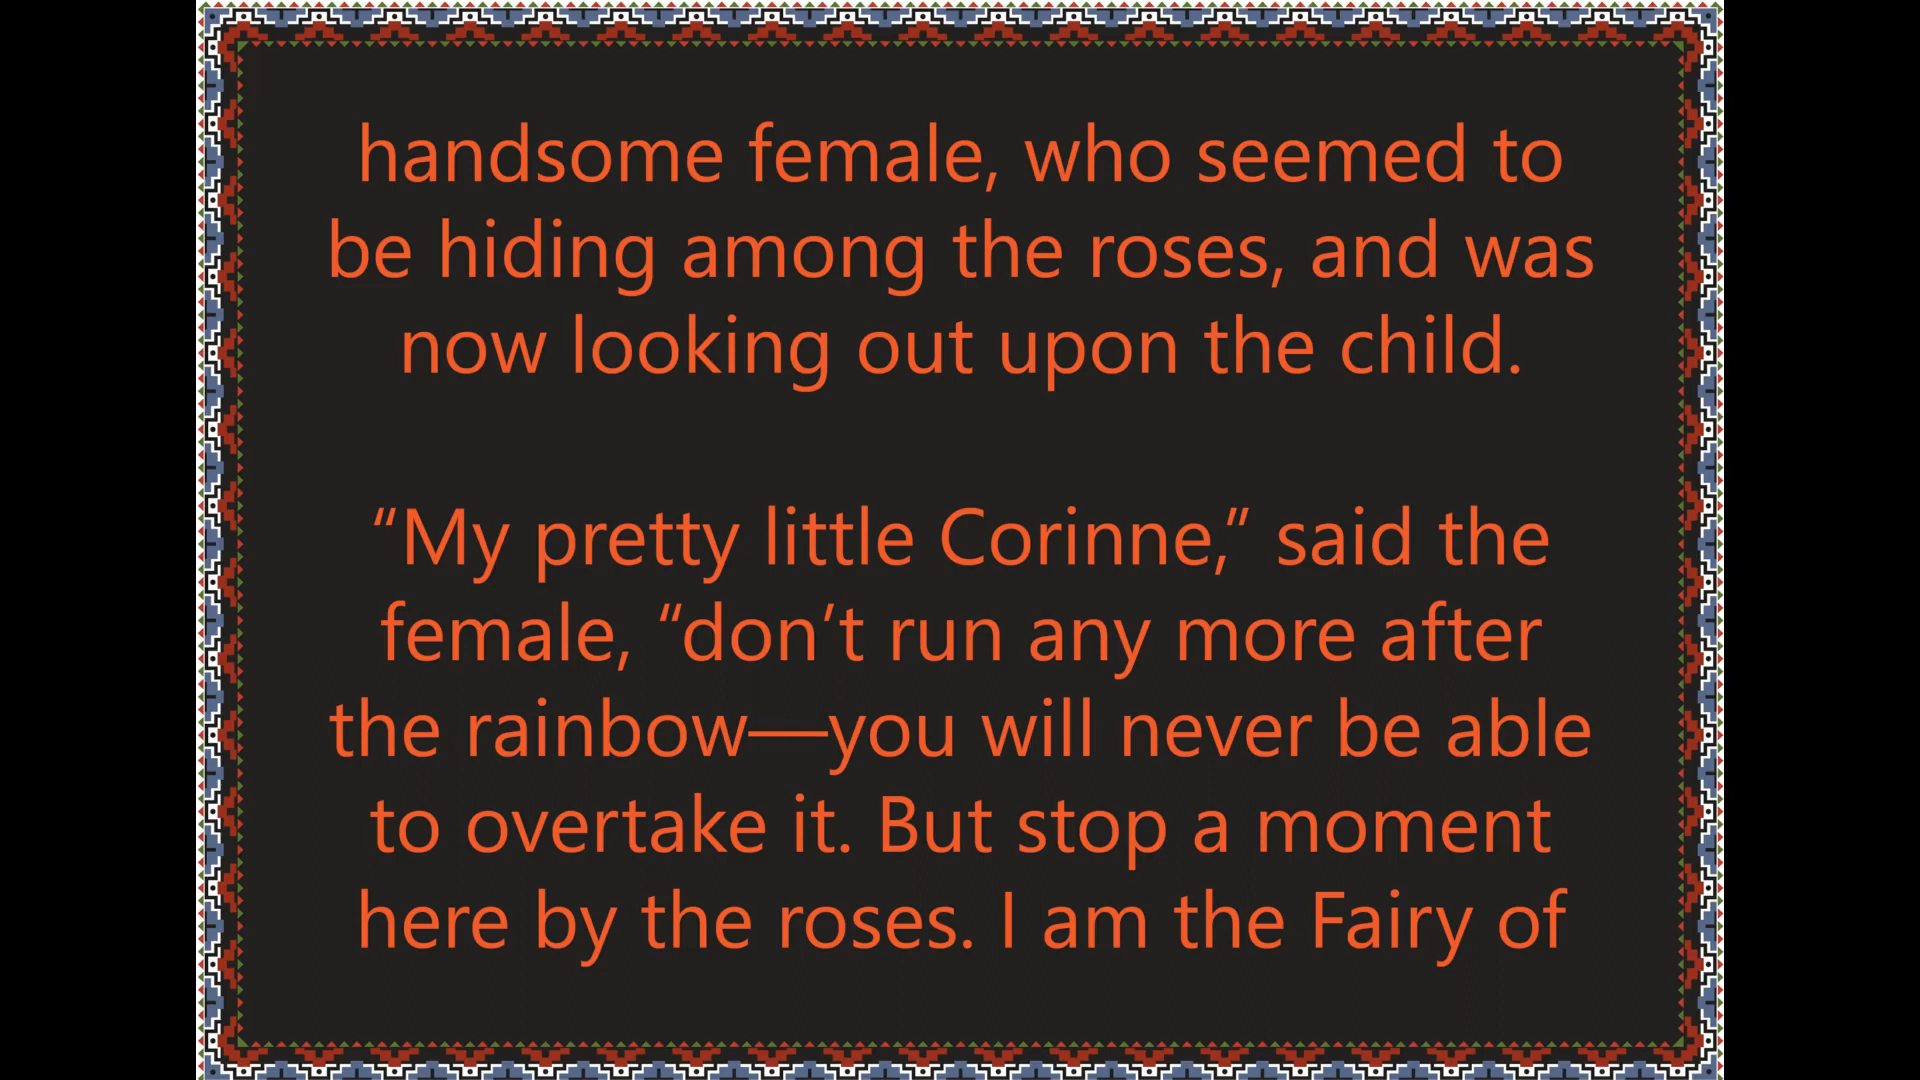 handsome female, who seemed to
be hiding among the roses, and was
now looking out upon the child.
“My pretty little Corinne,” said the
female, “don’t run any more after
the rainbow—you will never be able
to overtake it. But stop a moment
here by the roses. I am the Fairy of